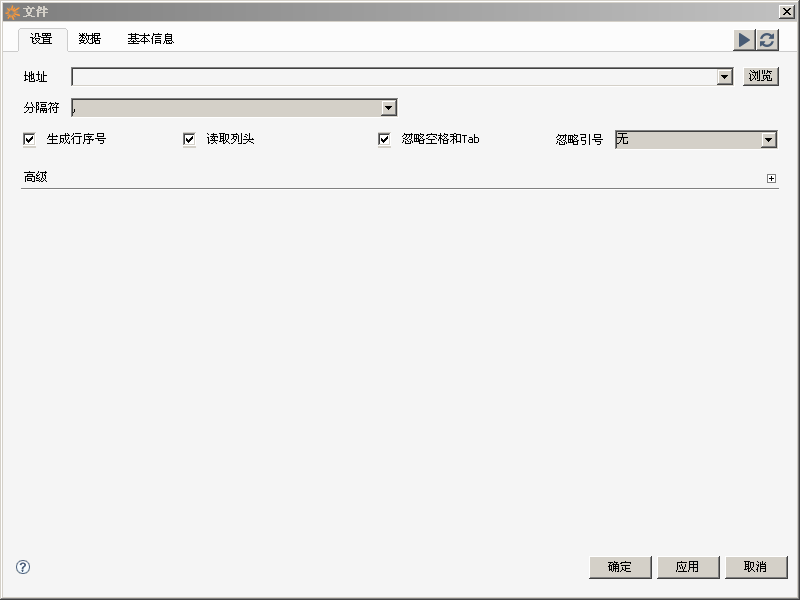 文件
设置 数据 基本信息
地址 浏览
分隔符 ,
生成行序号 读取列头 忽略空格和Tab 忽略引号 无
高级
? 确定 应用 取消